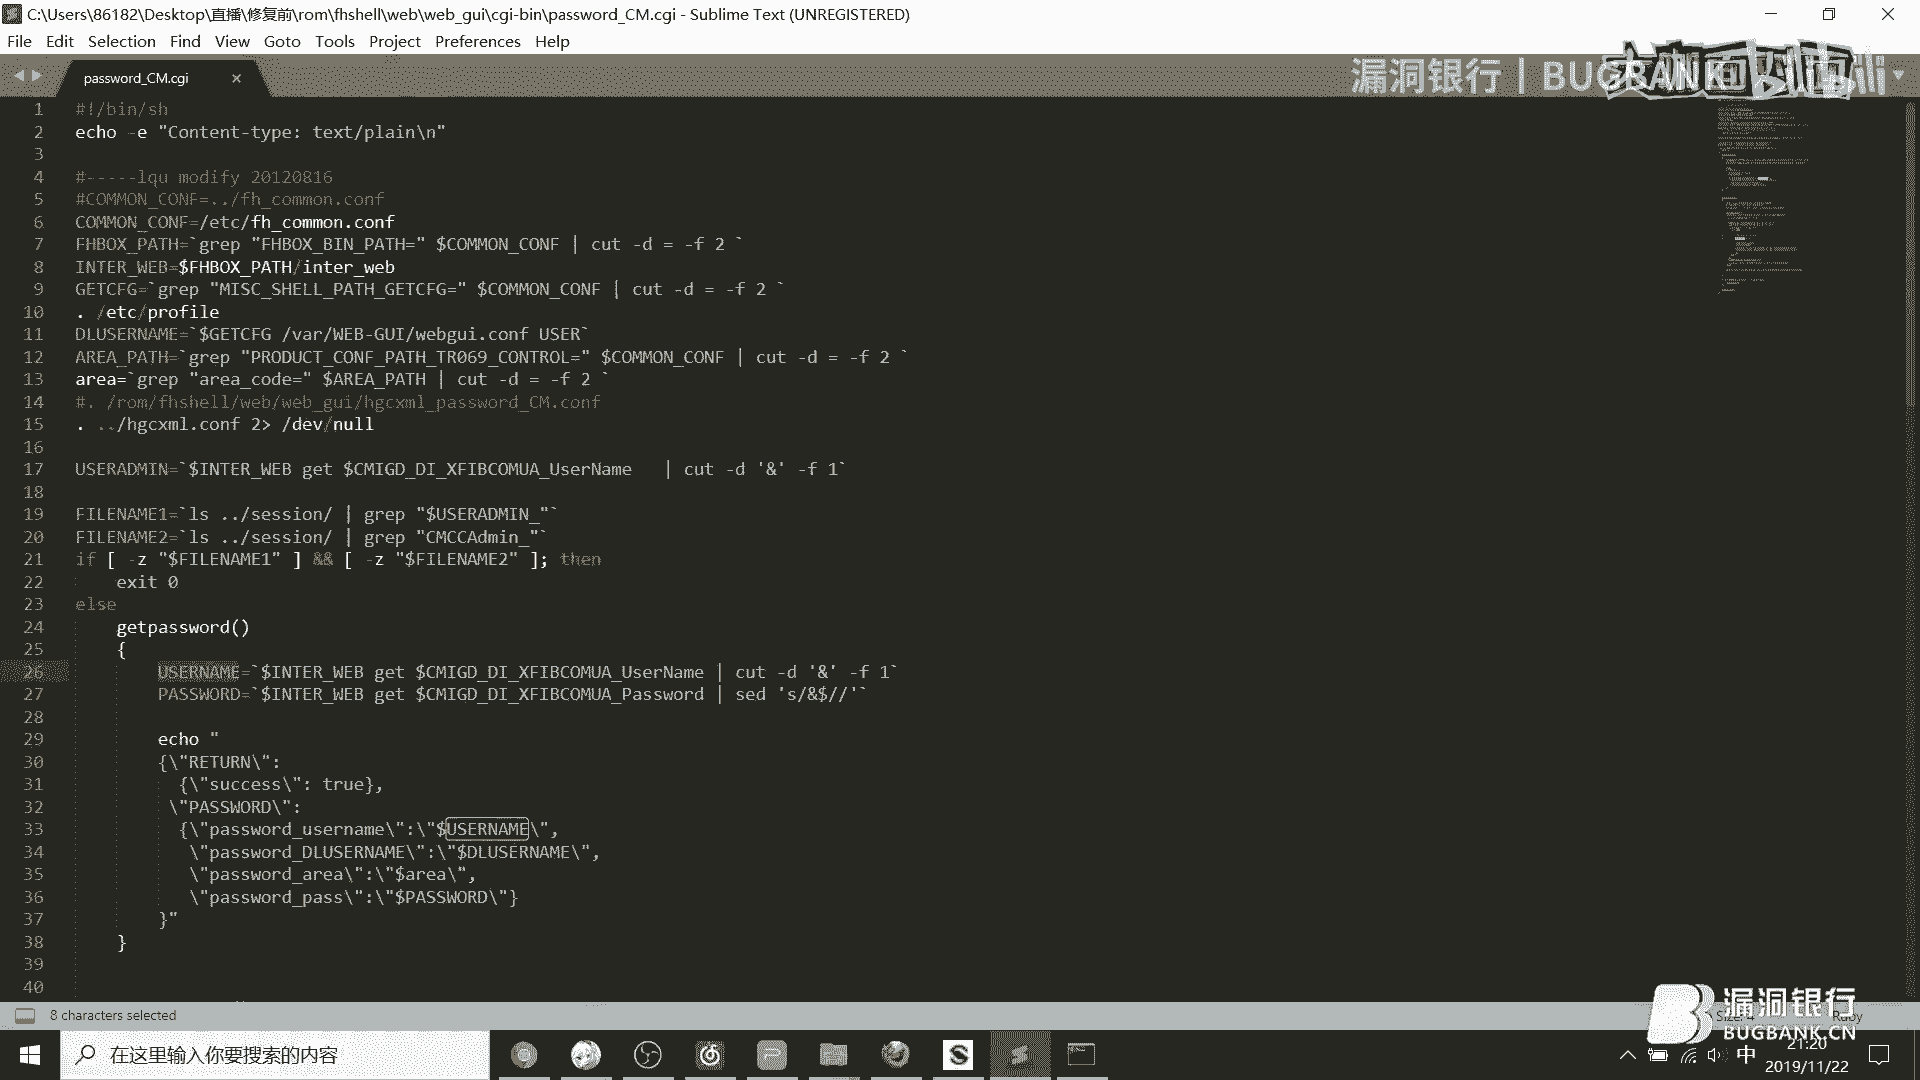 C:\Users\86182\Desktop\直播\修复前\rom\fhshell\web\web_gui\cgi-bin\password_CM.cgi - Sublime Text (UNREGISTERED)
File Edit Selection Find View Goto Tools Project Preferences Help
password_CM.cgi
漏洞银行 | BUGBANK
1 #!/bin/sh
2 echo -e "Content-type: text/plain\n"
3
4 #-----lqu modify 20120816
5 #COMMON_CONF=../fh_common.conf
6 COMMON_CONF=/etc/fh_common.conf
7 FHBOX_PATH=`grep "FHBOX_BIN_PATH=" $COMMON_CONF | cut -d = -f 2 `
8 INTER_WEB=$FHBOX_PATH/inter_web
9 GETCFG=`grep "MISC_SHELL_PATH_GETCFG=" $COMMON_CONF | cut -d = -f 2 `
10 . /etc/profile
11 DLUSERNAME=`$GETCFG /var/WEB-GUI/webgui.conf USER`
12 AREA_PATH=`grep "PRODUCT_CONF_PATH_TR069_CONTROL=" $COMMON_CONF | cut -d = -f 2 `
13 area=`grep "area_code=" $AREA_PATH | cut -d = -f 2 `
14 #. /rom/fhshell/web/web_gui/hgcxml_password_CM.conf
15 . ../hgcxml.conf 2> /dev/null
16
17 USERADMIN=`$INTER_WEB get $CMIGD_DI_XFIBCOMUA_UserName   | cut -d '&' -f 1`
18
19 FILENAME1=`ls ../session/ | grep "$USERADMIN_"`
20 FILENAME2=`ls ../session/ | grep "CMCCAdmin_"`
21 if [ -z "$FILENAME1" ] && [ -z "$FILENAME2" ]; then
22 exit 0
23 else
24 getpassword()
25 {
26 USERNAME=`$INTER_WEB get $CMIGD_DI_XFIBCOMUA_UserName | cut -d '&' -f 1`
27 PASSWORD=`$INTER_WEB get $CMIGD_DI_XFIBCOMUA_Password | sed 's/&$//'`
28
29 echo "
30 {\"RETURN\":
31 {\"success\": true},
32 \"PASSWORD\":
33 {\"password_username\":\"$USERNAME\",
34 \"password_DLUSERNAME\":\"$DLUSERNAME\",
35 \"password_area\":\"$area\",
36 \"password_pass\":\"$PASSWORD\"}
37 }"
38 }
39
40
8 characters selected
漏洞银行
BUGBANK.CN
在这里输入你要搜索的内容
中
21:20
2019/11/22